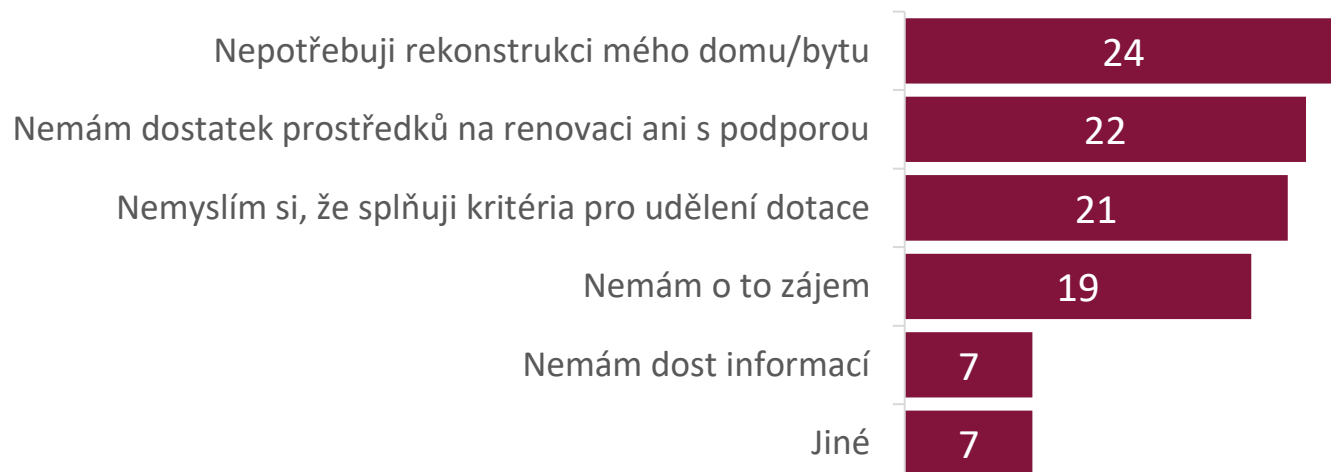 Nepotřebuji rekonstrukci mého domu/bytu 24
Nemám dostatek prostředků na renovaci ani s podporou 22
Nemyslím si, že splňuji kritéria pro udělení dotace 21
Nemám o to zájem 19
Nemám dost informací 7
Jiné 7